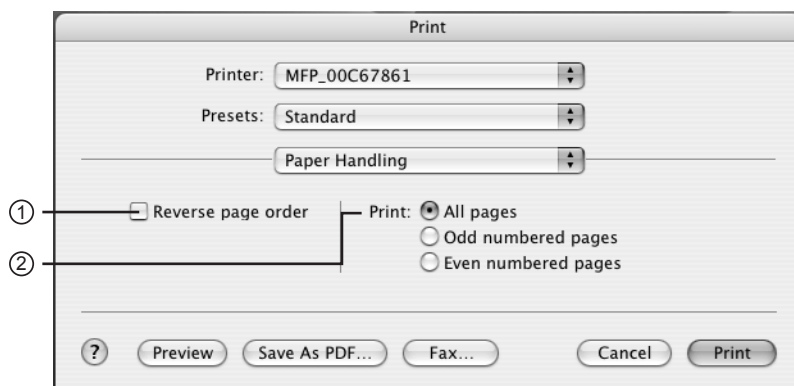 Print
Printer: MFP_00C67861
Presets: Standard
Paper Handling
① Reverse page order
② Print: All pages
Odd numbered pages
Even numbered pages
? Preview Save As PDF... Fax... Cancel Print